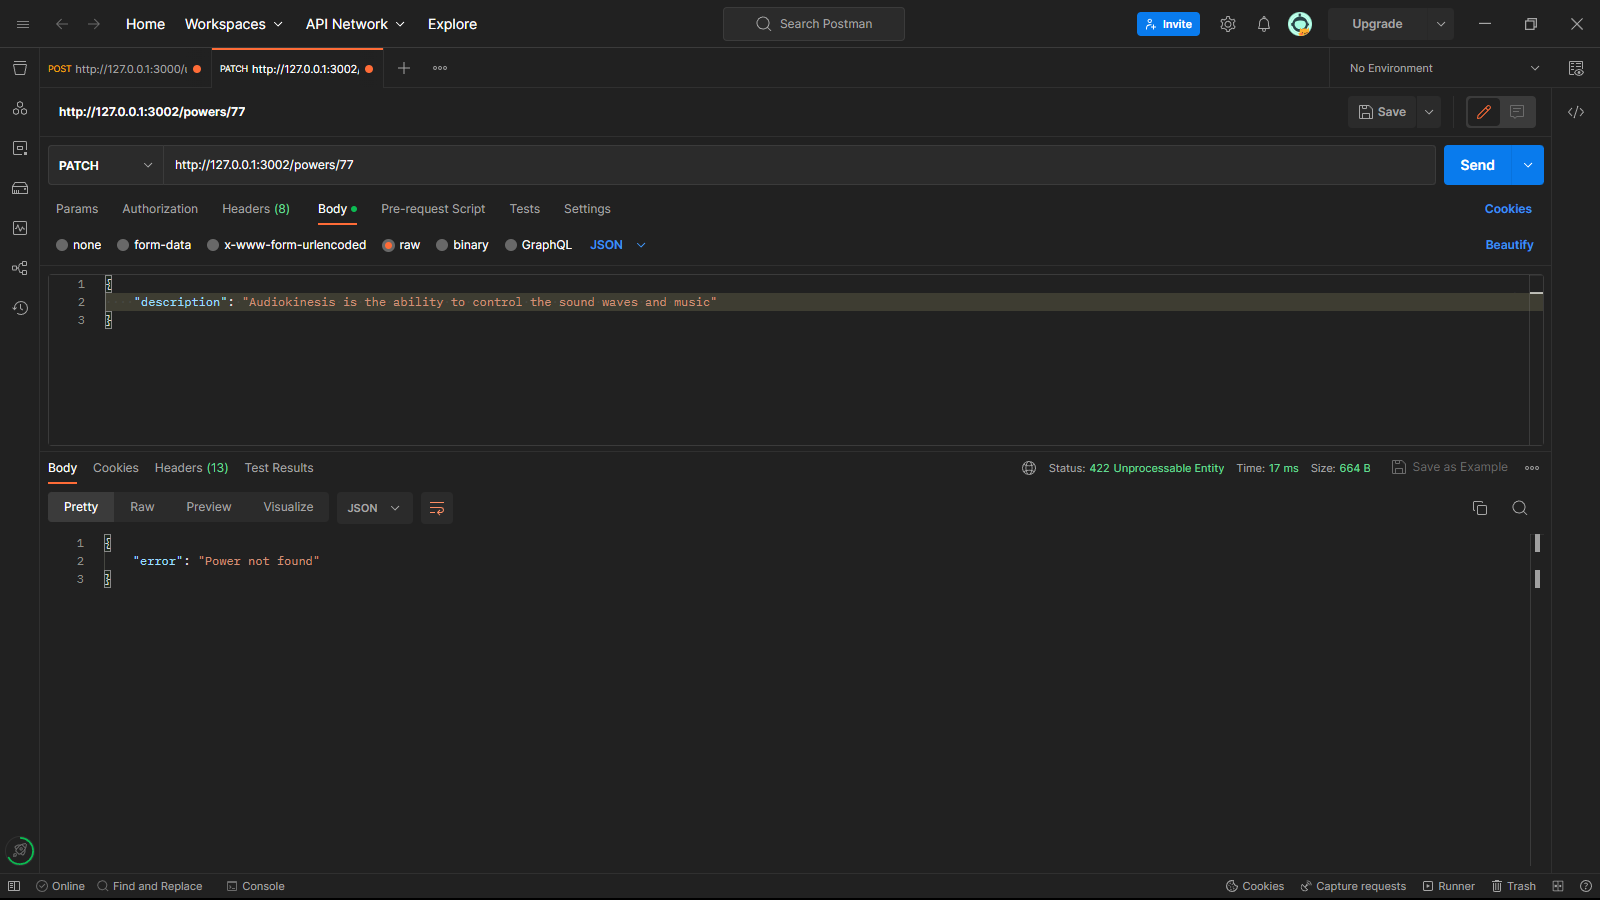 Home Workspaces API Network Explore Search Postman Invite Upgrade
POST http://127.0.0.1:3000/u PATCH http://127.0.0.1:3002/ No Environment
http://127.0.0.1:3002/powers/77 Save
PATCH http://127.0.0.1:3002/powers/77 Send
Params Authorization Headers (8) Body Pre-request Script Tests Settings Cookies
none form-data x-www-form-urlencoded raw binary GraphQL JSON Beautify
1 {
2 "description": "Audiokinesis is the ability to control the sound waves and music"
3 }
Body Cookies Headers (13) Test Results Status: 422 Unprocessable Entity Time: 17 ms Size: 664 B Save as Example
Pretty Raw Preview Visualize JSON
1 {
2 "error": "Power not found"
3 }
Online Find and Replace Console Cookies Capture requests Runner Trash